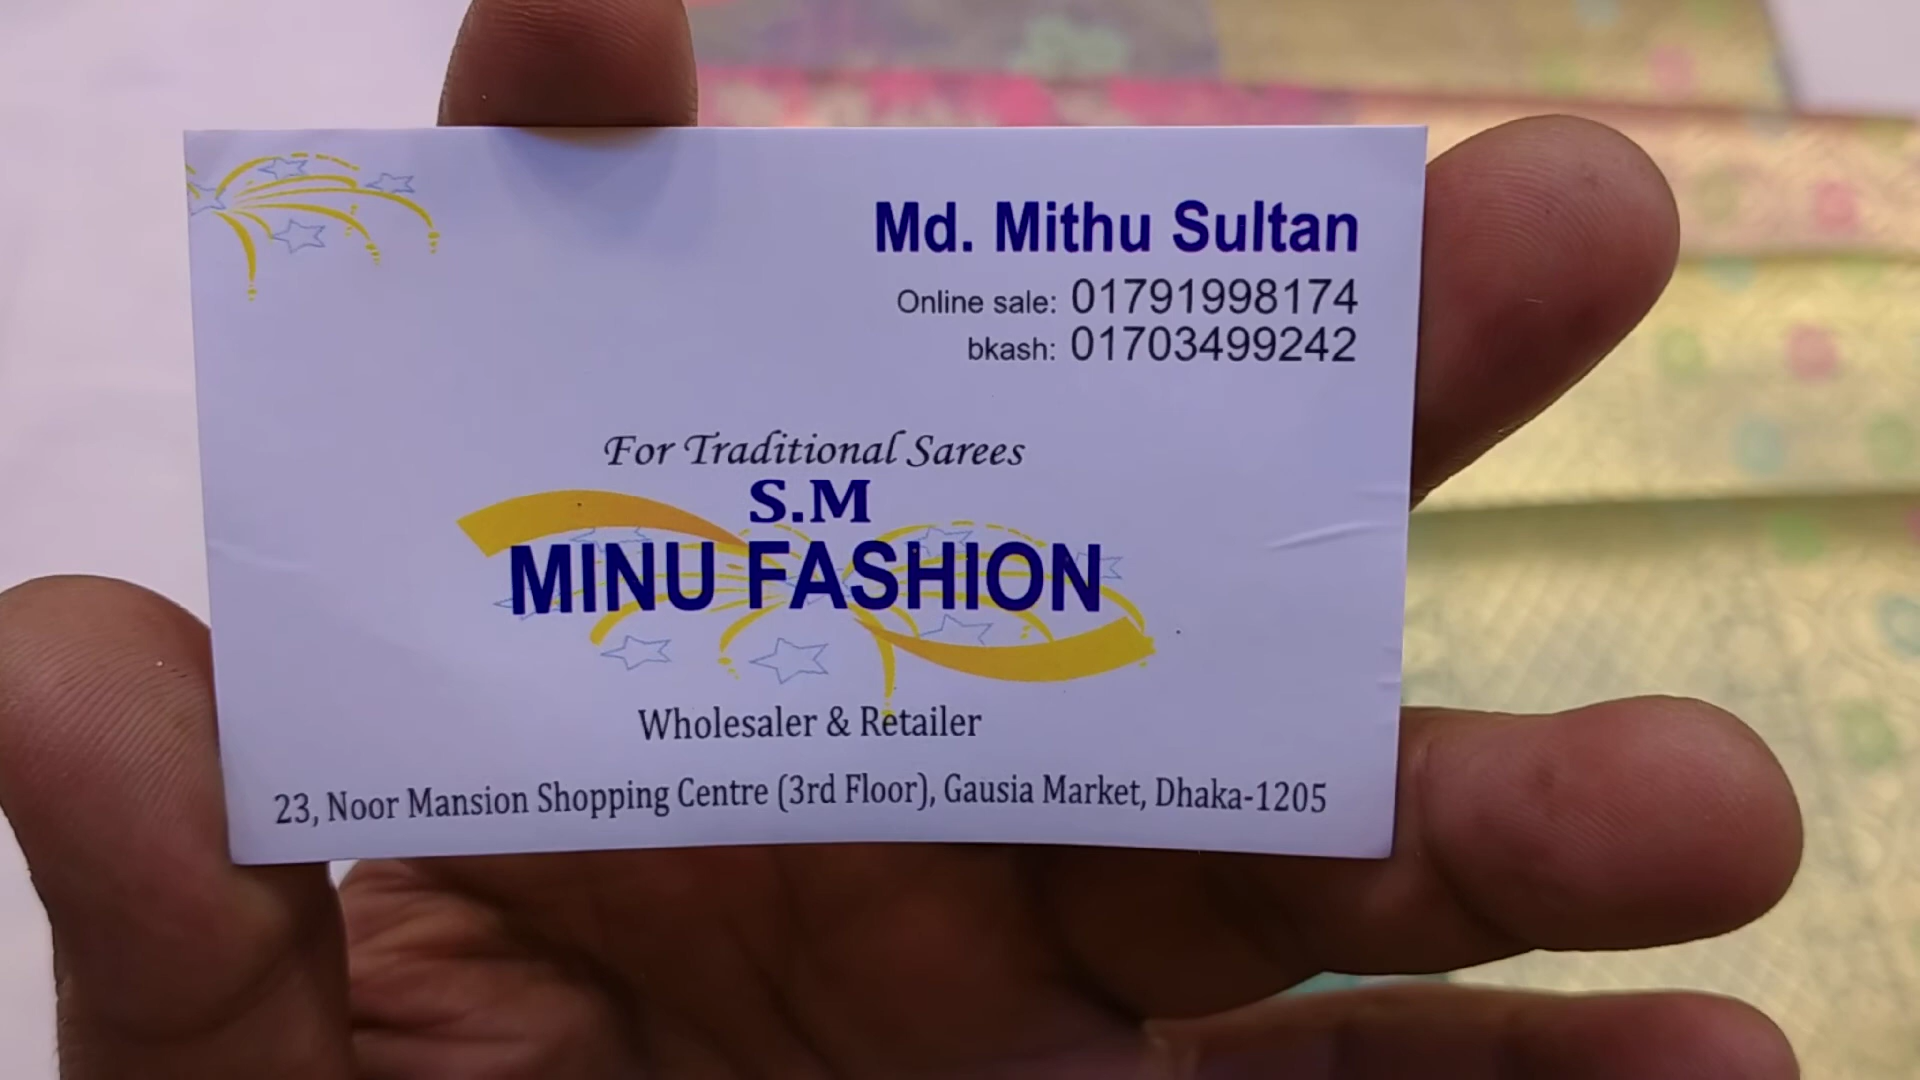 Md. Mithu Sultan
Online sale: 01791998174
bkash: 01703499242
For Traditional Sarees
S.M
MINU FASHION
Wholesaler & Retailer
23, Noor Mansion Shopping Centre (3rd Floor), Gausia Market, Dhaka-1205